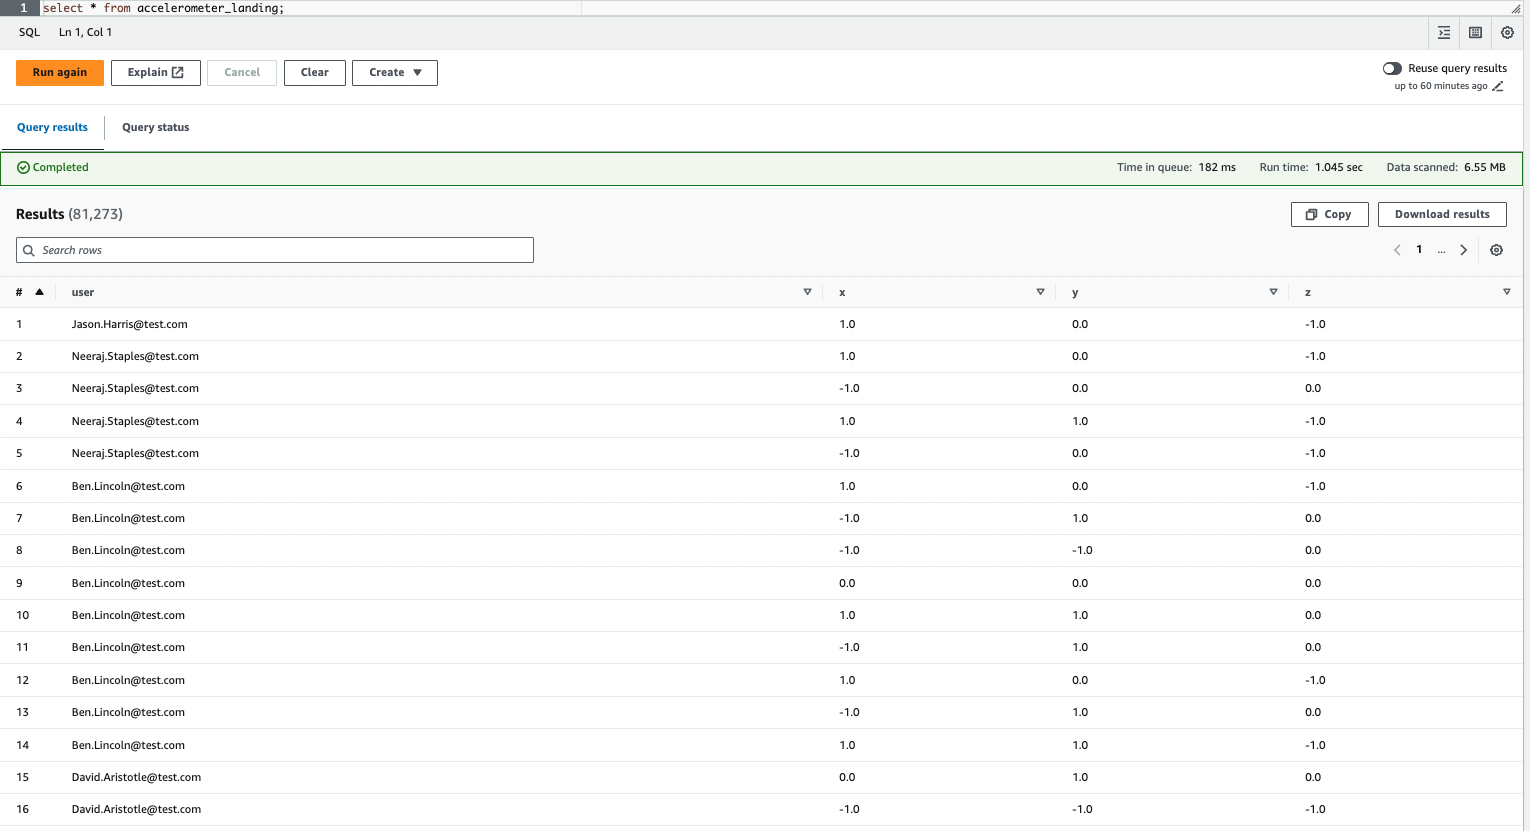 1 select * from accelerometer_landing;
SQL Ln 1, Col 1
Run again Explain Cancel Clear Create Reuse query results
up to 60 minutes ago
Query results Query status
Completed Time in queue: 182 ms Run time: 1.045 sec Data scanned: 6.55 MB
Results (81,273) Copy Download results
Search rows 1 ...
# user x y z
1 Jason.Harris@test.com 1.0 0.0 -1.0
2 Neeraj.Staples@test.com 1.0 0.0 -1.0
3 Neeraj.Staples@test.com -1.0 0.0 0.0
4 Neeraj.Staples@test.com 1.0 1.0 -1.0
5 Neeraj.Staples@test.com -1.0 0.0 -1.0
6 Ben.Lincoln@test.com 1.0 0.0 -1.0
7 Ben.Lincoln@test.com -1.0 1.0 0.0
8 Ben.Lincoln@test.com -1.0 -1.0 0.0
9 Ben.Lincoln@test.com 0.0 0.0 0.0
10 Ben.Lincoln@test.com 1.0 1.0 0.0
11 Ben.Lincoln@test.com -1.0 1.0 0.0
12 Ben.Lincoln@test.com 1.0 0.0 -1.0
13 Ben.Lincoln@test.com -1.0 1.0 0.0
14 Ben.Lincoln@test.com 1.0 1.0 -1.0
15 David.Aristotle@test.com 0.0 1.0 0.0
16 David.Aristotle@test.com -1.0 -1.0 -1.0